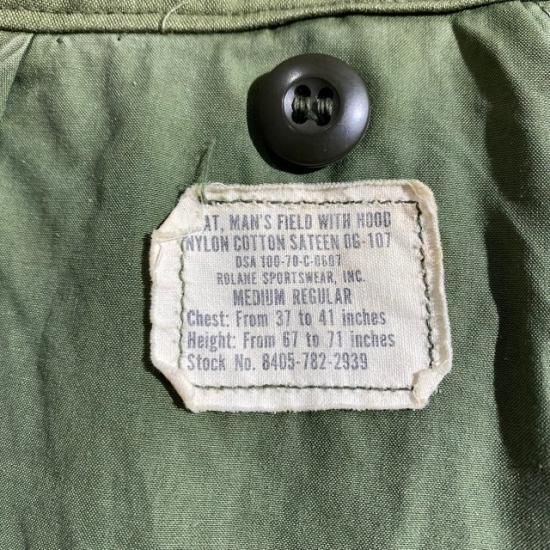 AT, MAN'S FIELD WITH HOOD
NYLON COTTON SATEEN OG-107
DSA 100-70-C-0607
ROLANE SPORTSWEAR, INC.
MEDIUM REGULAR
Chest: From 37 to 41 inches
Height: From 67 to 71 inches
Stock No. 8405-782-2939